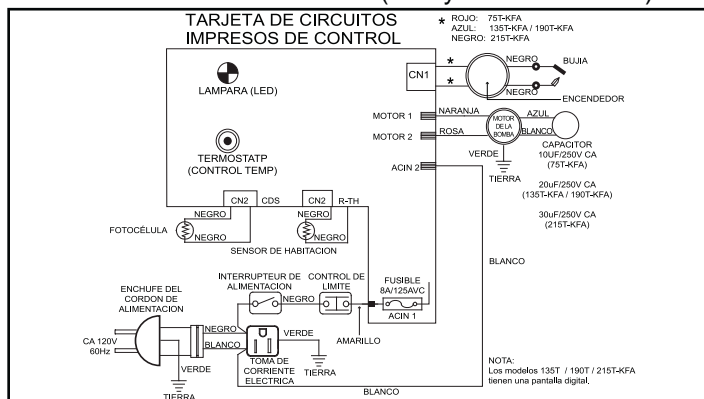 TARJETA DE CIRCUITOS
IMPRESOS DE CONTROL
* ROJO: 75T-KFA
AZUL: 135T-KFA / 190T-KFA
NEGRO: 215T-KFA
LAMPARA (LED)
CN1
*
*
NEGRO
NEGRO
BUJIA
ENCENDEDOR
MOTOR 1
NARANJA
MOTOR 2
ROSA
MOTOR
DE LA
BOMBA
AZUL
BLANCO
VERDE
TIERRA
CAPACITOR
10UF/250V CA
(75T-KFA)
20uF/250V CA
(135T-KFA / 190T-KFA)
30uF/250V CA
(215T-KFA)
TERMOSTATP
(CONTROL TEMP)
ACIN 2
CN2
CDS
CN2
R-TH
NEGRO
NEGRO
FOTOCÉLULA
NEGRO
NEGRO
SENSOR DE HABITACION
BLANCO
INTERRUPTEUR DE
ALIMENTACION
CONTROL DE
LIMITE
FUSIBLE
8A/125AVC
NEGRO
ACIN 1
AMARILLO
ENCHUFE DEL
CORDON DE
ALIMENTACION
CA 120V
60Hz
NEGRO
BLANCO
VERDE
TIERRA
VERDE
TIERRA
TOMA DE
CORRIENTE
ELECTRICA
BLANCO
NOTA:
Los modelos 135T / 190T / 215T-KFA
tienen una pantalla digital.